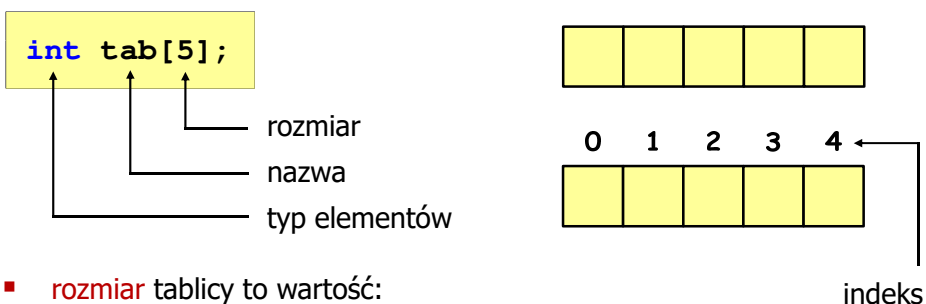 int tab[5];
rozmiar
nazwa
typ elementów
0 1 2 3 4
▪ rozmiar tablicy to wartość:
indeks